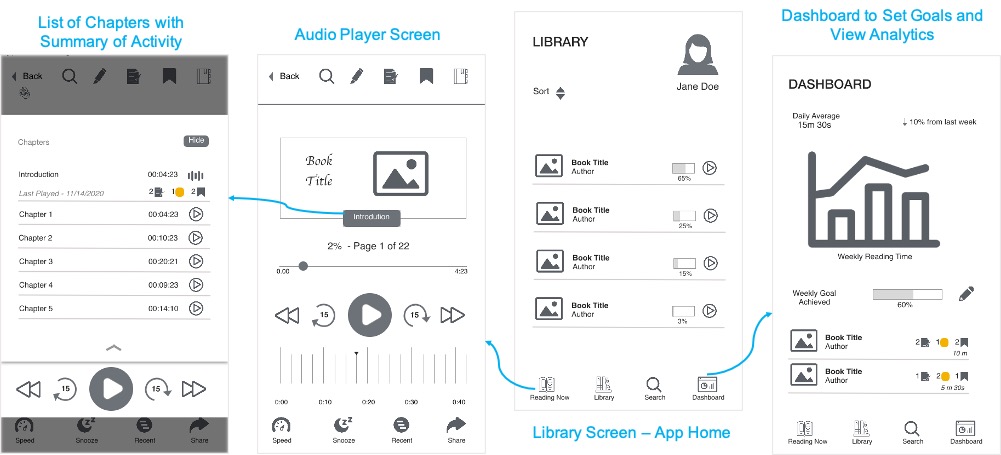 List of Chapters with
Summary of Activity
Back
Chapters
Hide
Introduction 00:04:23
Last Played - 11/14/2020 2 1 2
Chapter 1 00:04:23
Chapter 2 00:10:23
Chapter 3 00:20:21
Chapter 4 00:09:23
Chapter 5 00:14:10
15 15
Speed Snooze Recent Share
Audio Player Screen
Back
Book
Title
Introdution
2% - Page 1 of 22
0.00 4:23
15 15
0:00 0:10 0:20 0:30 0:40
Speed Snooze Recent Share
LIBRARY
Jane Doe
Sort
Book Title
Author
65%
Book Title
Author
25%
Book Title
Author
15%
Book Title
Author
3%
Reading Now Library Search Dashboard
Library Screen – App Home
Dashboard to Set Goals and
View Analytics
DASHBOARD
Daily Average
15m 30s
↓ 10% from last week
Weekly Reading Time
Weekly Goal
Achieved
60%
Book Title 2 1 2
Author 10 m
Book Title 1 2 1
Author 5 m 30s
Reading Now Library Search Dashboard